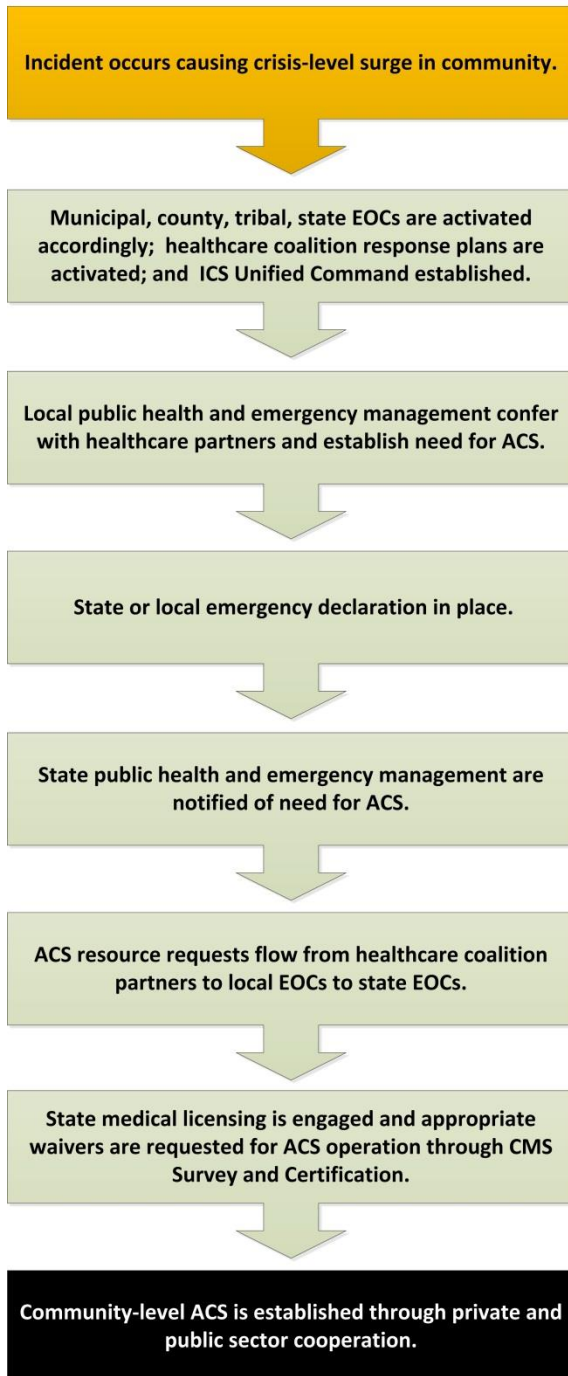 Incident occurs causing crisis-level surge in community.
Municipal, county, tribal, state EOCs are activated
accordingly; healthcare coalition response plans are
activated; and ICS Unified Command established.
Local public health and emergency management confer
with healthcare partners and establish need for ACS.
State or local emergency declaration in place.
State public health and emergency management are
notified of need for ACS.
ACS resource requests flow from healthcare coalition
partners to local EOCs to state EOCs.
State medical licensing is engaged and appropriate
waivers are requested for ACS operation through CMS
Survey and Certification.
Community-level ACS is established through private and
public sector cooperation.